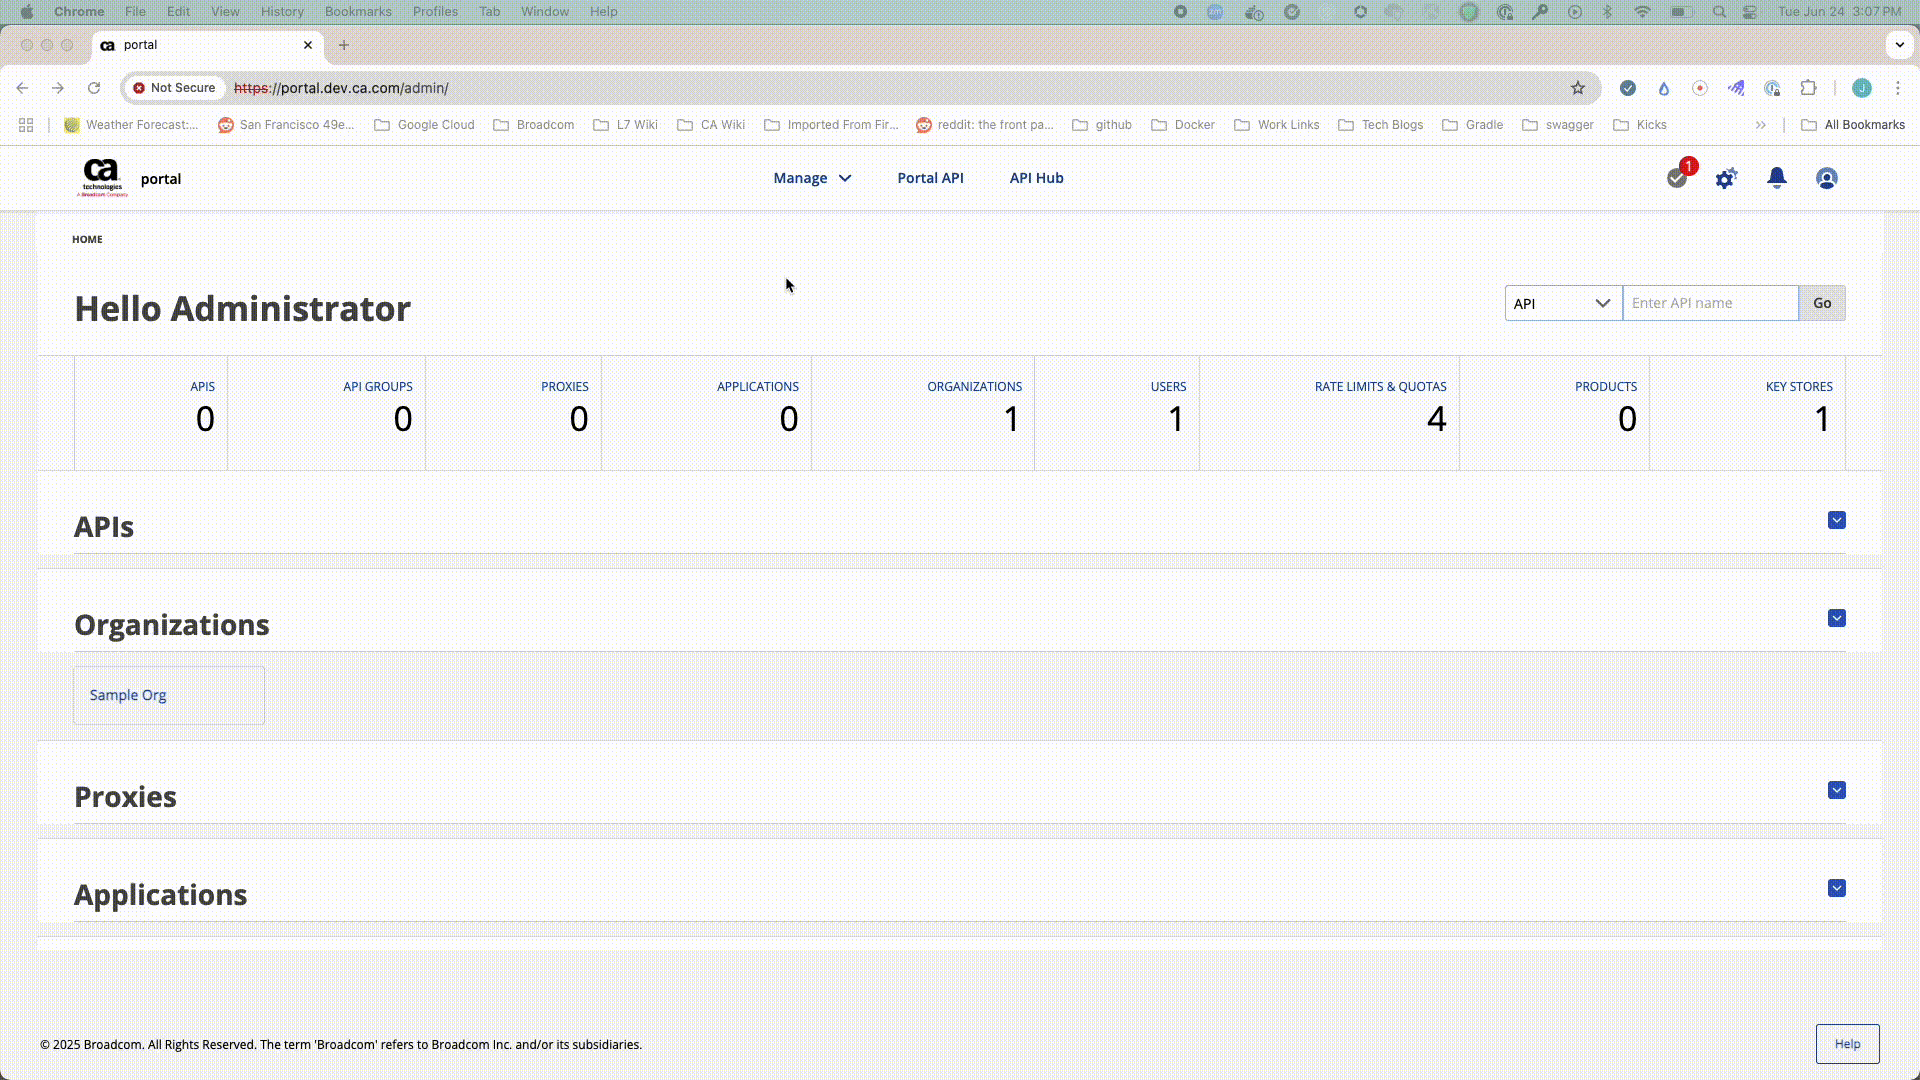 Chrome File Edit View History Bookmarks Profiles Tab Window Help Tue Jun 24 3:07 PM
ca portal
Not Secure https://portal.dev.ca.com/admin/ J
Weather Forecast:... San Francisco 49e... Google Cloud Broadcom L7 Wiki CA Wiki Imported From Fir... reddit: the front pa... github Docker Work Links Tech Blogs Gradle swagger Kicks » All Bookmarks
ca technologies A Broadcom Company
portal Manage Portal API API Hub 1
HOME
Hello Administrator API Enter API name Go
APIS API GROUPS PROXIES APPLICATIONS ORGANIZATIONS USERS RATE LIMITS & QUOTAS PRODUCTS KEY STORES
0 0 0 0 1 1 4 0 1
APIs
Organizations
Sample Org
Proxies
Applications
© 2025 Broadcom. All Rights Reserved. The term 'Broadcom' refers to Broadcom Inc. and/or its subsidiaries. Help